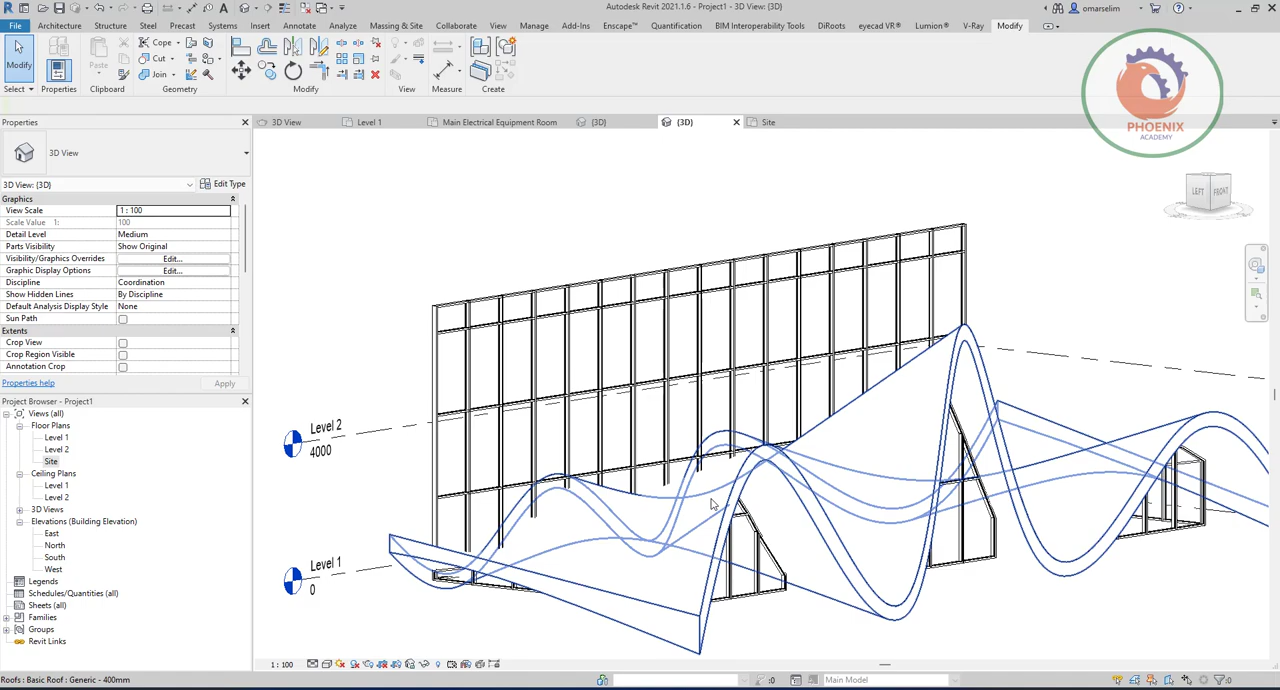 Autodesk Revit 2021.1.6 - Project1 - 3D View: {3D}
omarselim
File Architecture Structure Steel Precast Systems Insert Annotate Analyze Massing & Site Collaborate View Manage Add-Ins Enscape™ Quantification BIM Interoperability Tools DiRoots eyecad VR® Lumion® V-Ray Modify
Modify Paste Cope
Cut
Join
Select Properties Clipboard Geometry Modify View Measure Create
PHOENIX
ACADEMY
Properties
3D View Level 1 Main Electrical Equipment Room {3D} {3D} Site
3D View
3D View: {3D} Edit Type
Graphics
View Scale 1 : 100
Scale Value 1: 100
Detail Level Medium
Parts Visibility Show Original
Visibility/Graphics Overrides Edit...
Graphic Display Options Edit...
Discipline Coordination
Show Hidden Lines By Discipline
Default Analysis Display Style None
Sun Path
Extents
Crop View
Crop Region Visible
Annotation Crop
Properties help Apply
Project Browser - Project1
Views (all)
Floor Plans
Level 1
Level 2
Site
Ceiling Plans
Level 1
Level 2
3D Views
Elevations (Building Elevation)
East
North
South
West
Legends
Schedules/Quantities (all)
Sheets (all)
Families
Groups
Revit Links
LEFT FRONT
Level 2
4000
Level 1
0
1 : 100
Roofs : Basic Roof : Generic - 400mm
:0 Main Model :0